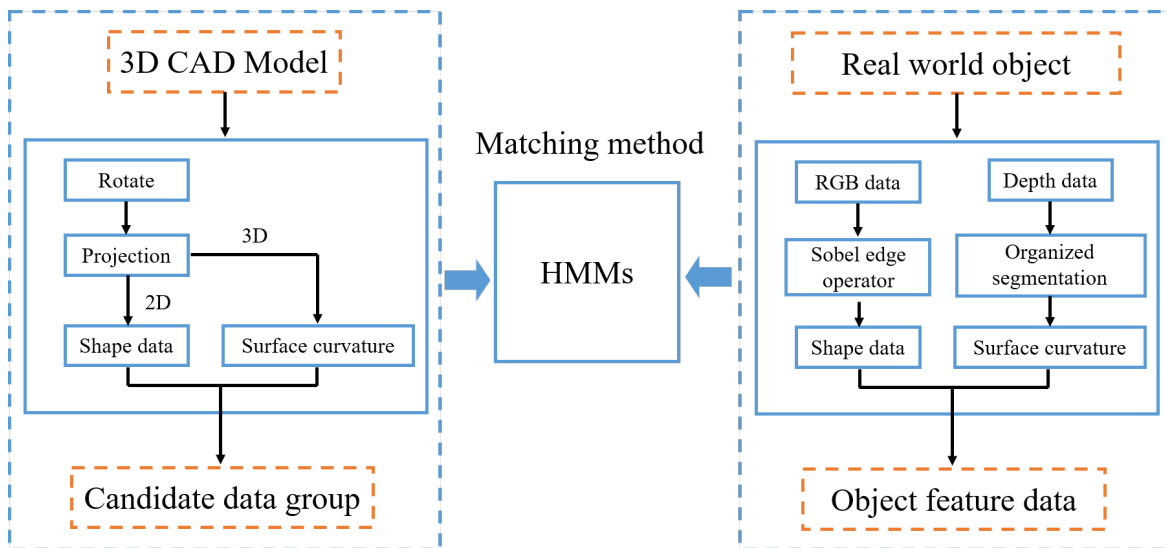 3D CAD Model
Rotate
Projection
3D
2D
Shape data
Surface curvature
Candidate data group
Matching method
HMMs
Real world object
RGB data
Depth data
Sobel edge
operator
Organized
segmentation
Shape data
Surface curvature
Object feature data